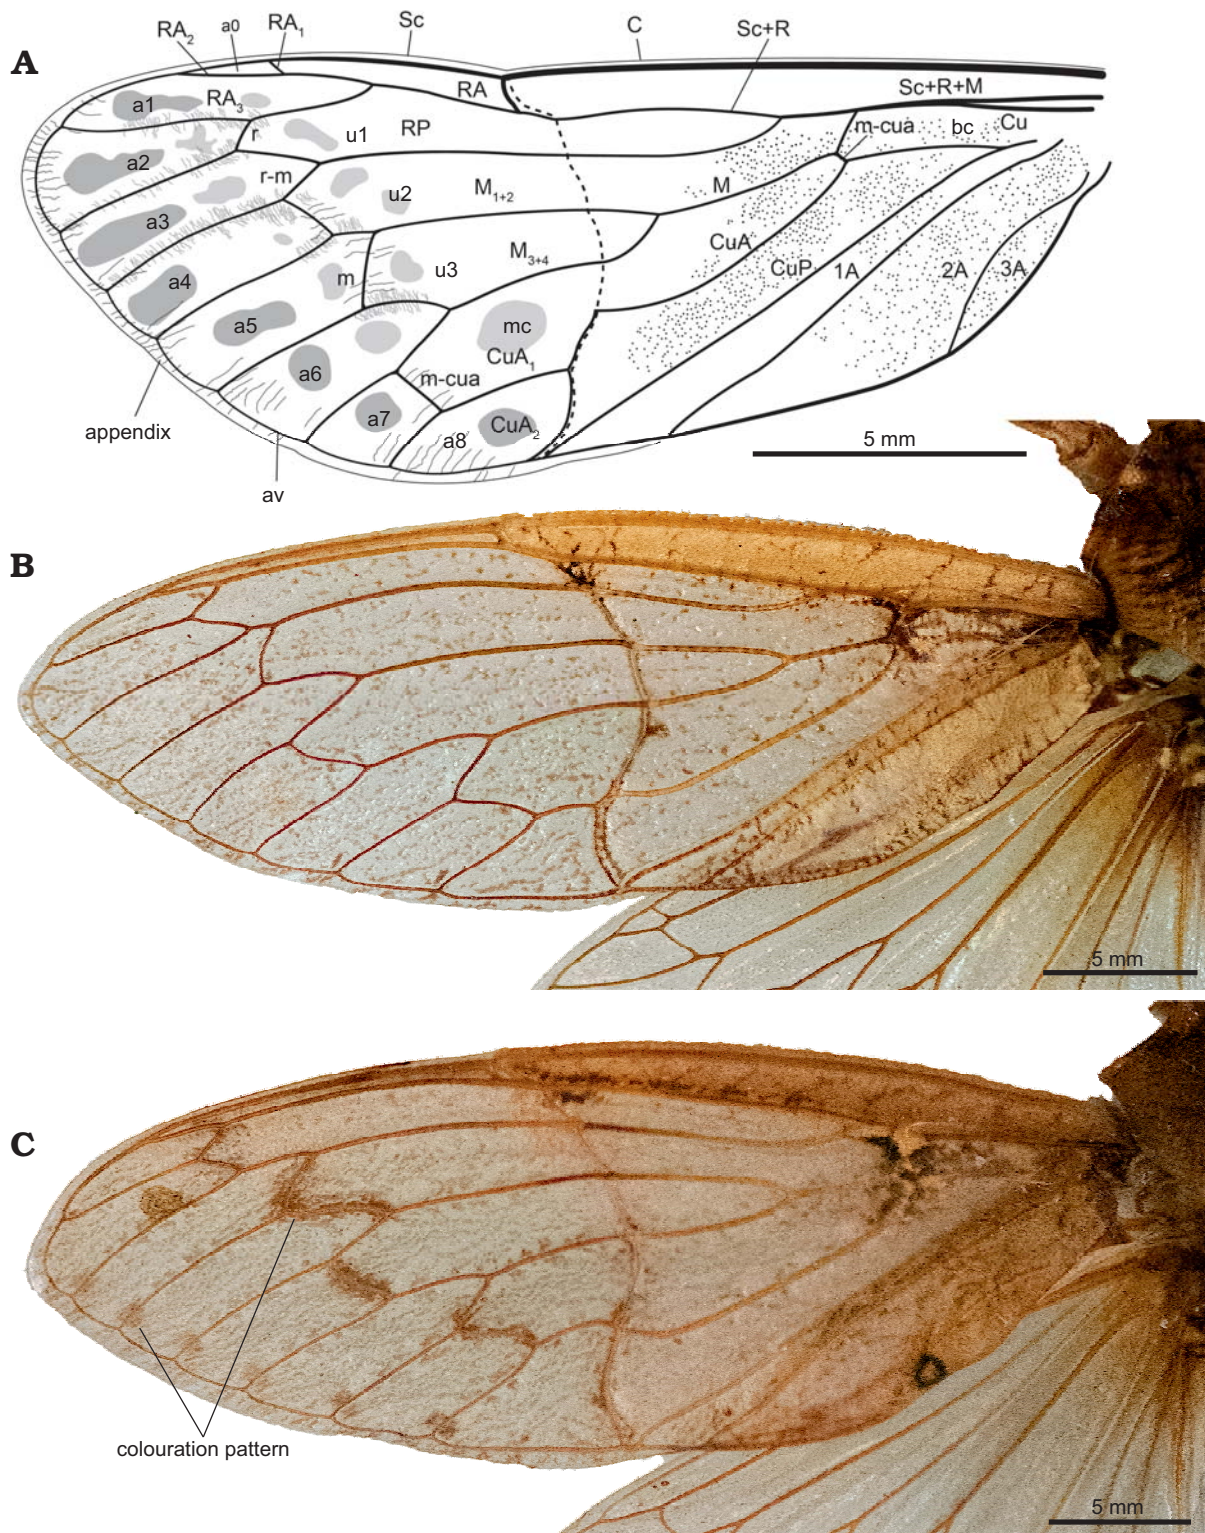 A
RA2
a0
RA1
Sc
C
Sc+R
a1
RA3
RA
Sc+R+M
r
u1
RP
m-cua
bc
Cu
a2
r-m
u2
M1+2
M
a3
a4
m
u3
M3+4
CuA
CuP
1A
2A
3A
a5
mc
CuA1
a6
m-cua
a7
a8
CuA2
appendix
av
5 mm
B
5 mm
C
colouration pattern
5 mm